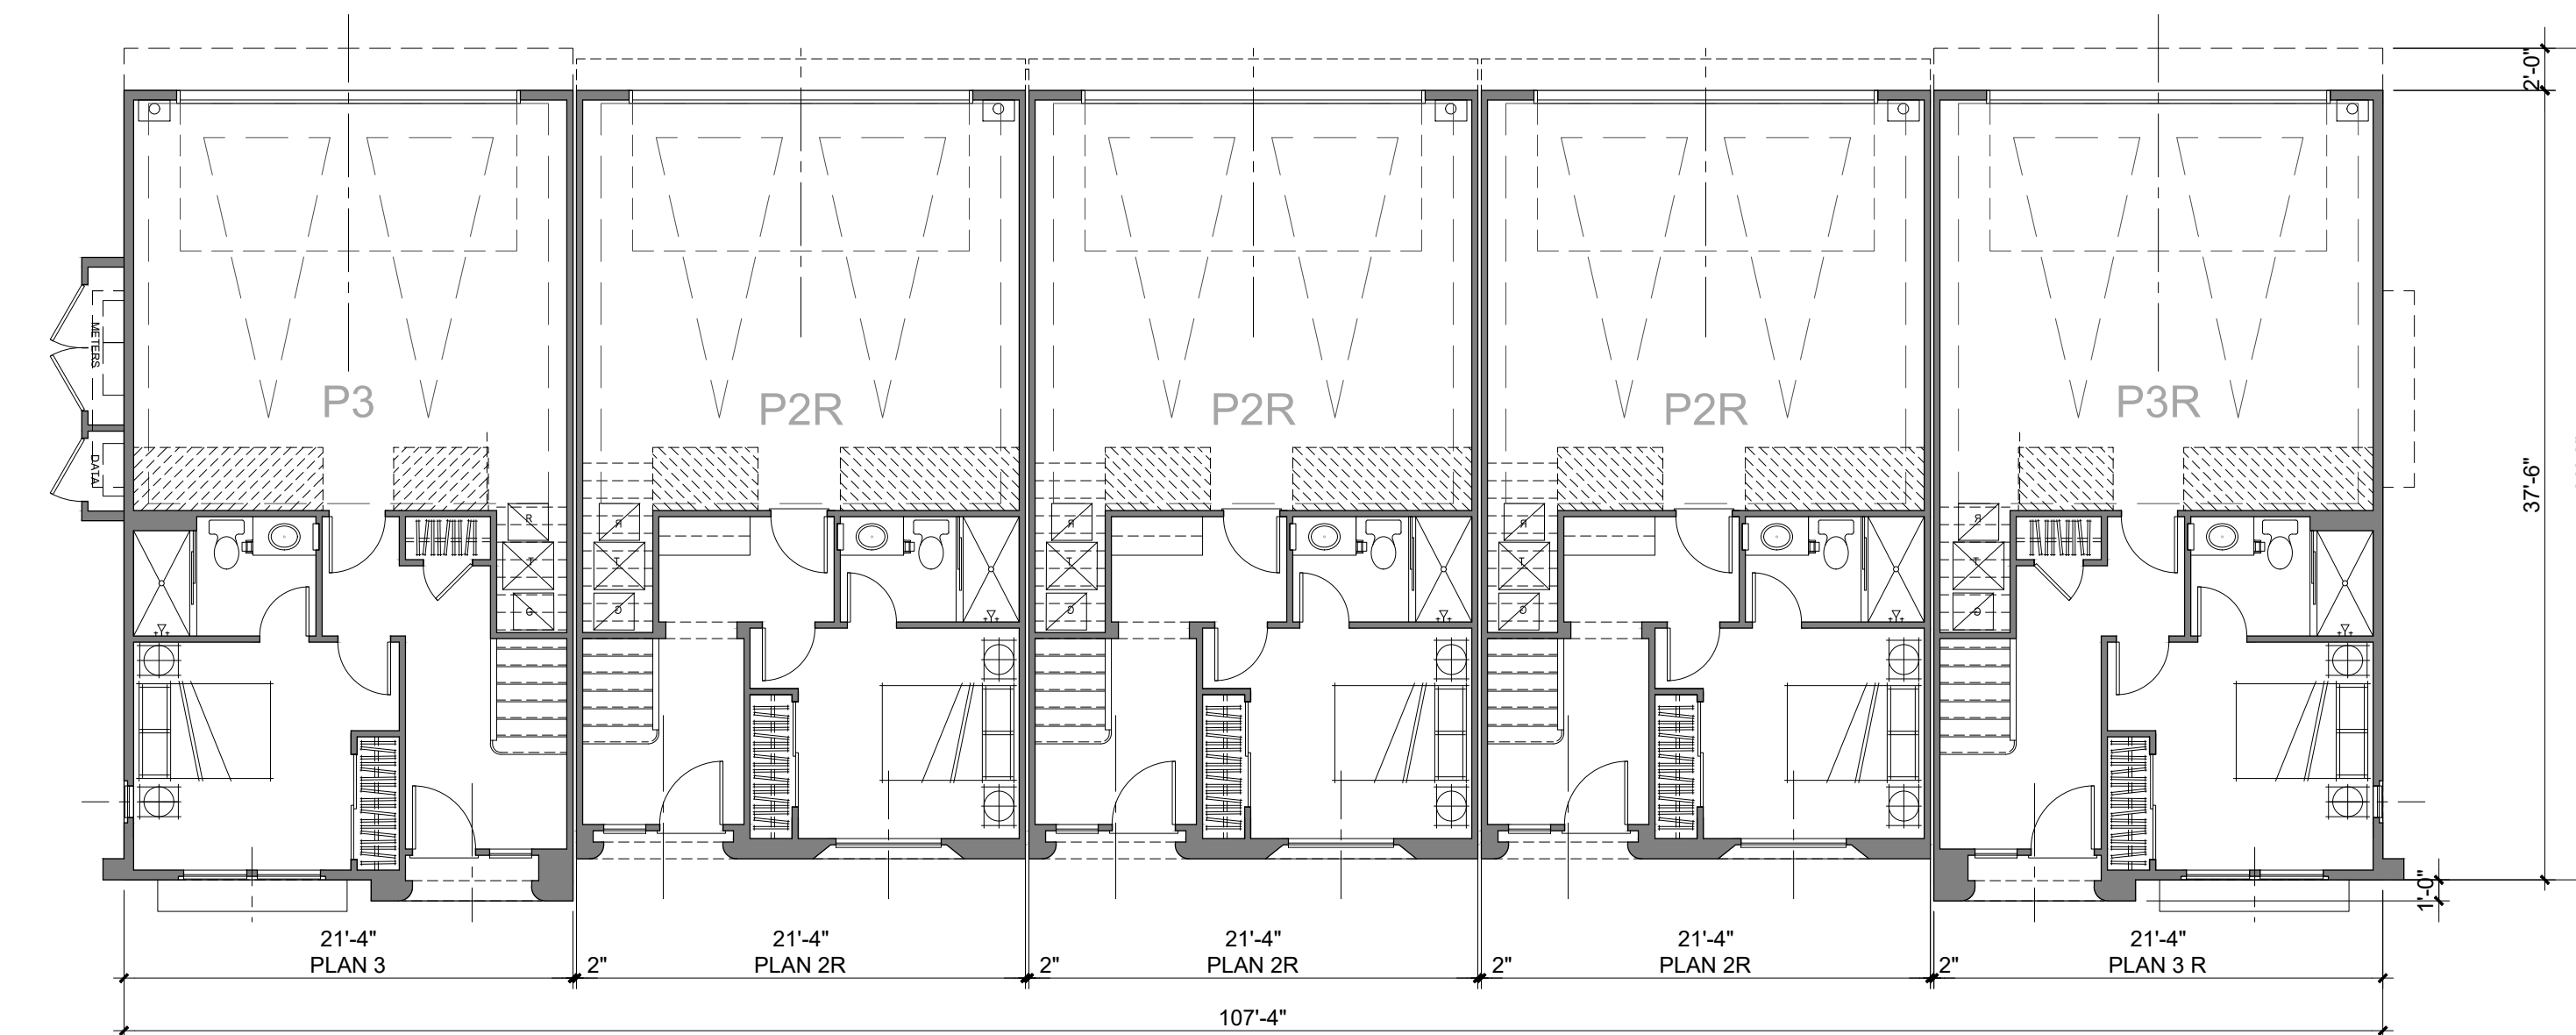 2'-0"
METERS
P3
P2R
P2R
P2R
P3R
DATA
37'-6"
R
R
R
R
R
T
T
T
T
T
G
G
G
G
G
1'-0"
21'-4"
21'-4"
21'-4"
21'-4"
21'-4"
PLAN 3
2"
PLAN 2R
2"
PLAN 2R
2"
PLAN 2R
2"
PLAN 3 R
107'-4"